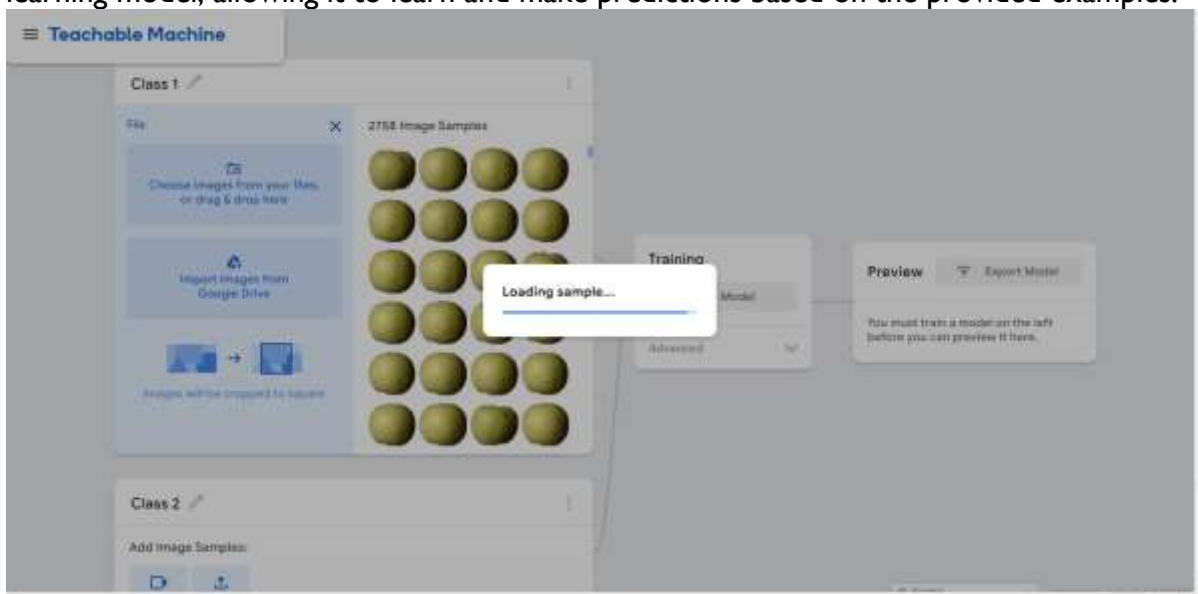 learning model, allowing it to learn and make predictions based on the provided examples.
Teachable Machine
Class 1
File
2758 Image Samples
Choose images from your files,
or drag & drop here
Import images from
Google Drive
Images will be cropped to square
Loading sample...
Training
Model
Advanced
Preview
Export Model
You must train a model on the left
before you can preview it here.
Class 2
Add Image Samples: